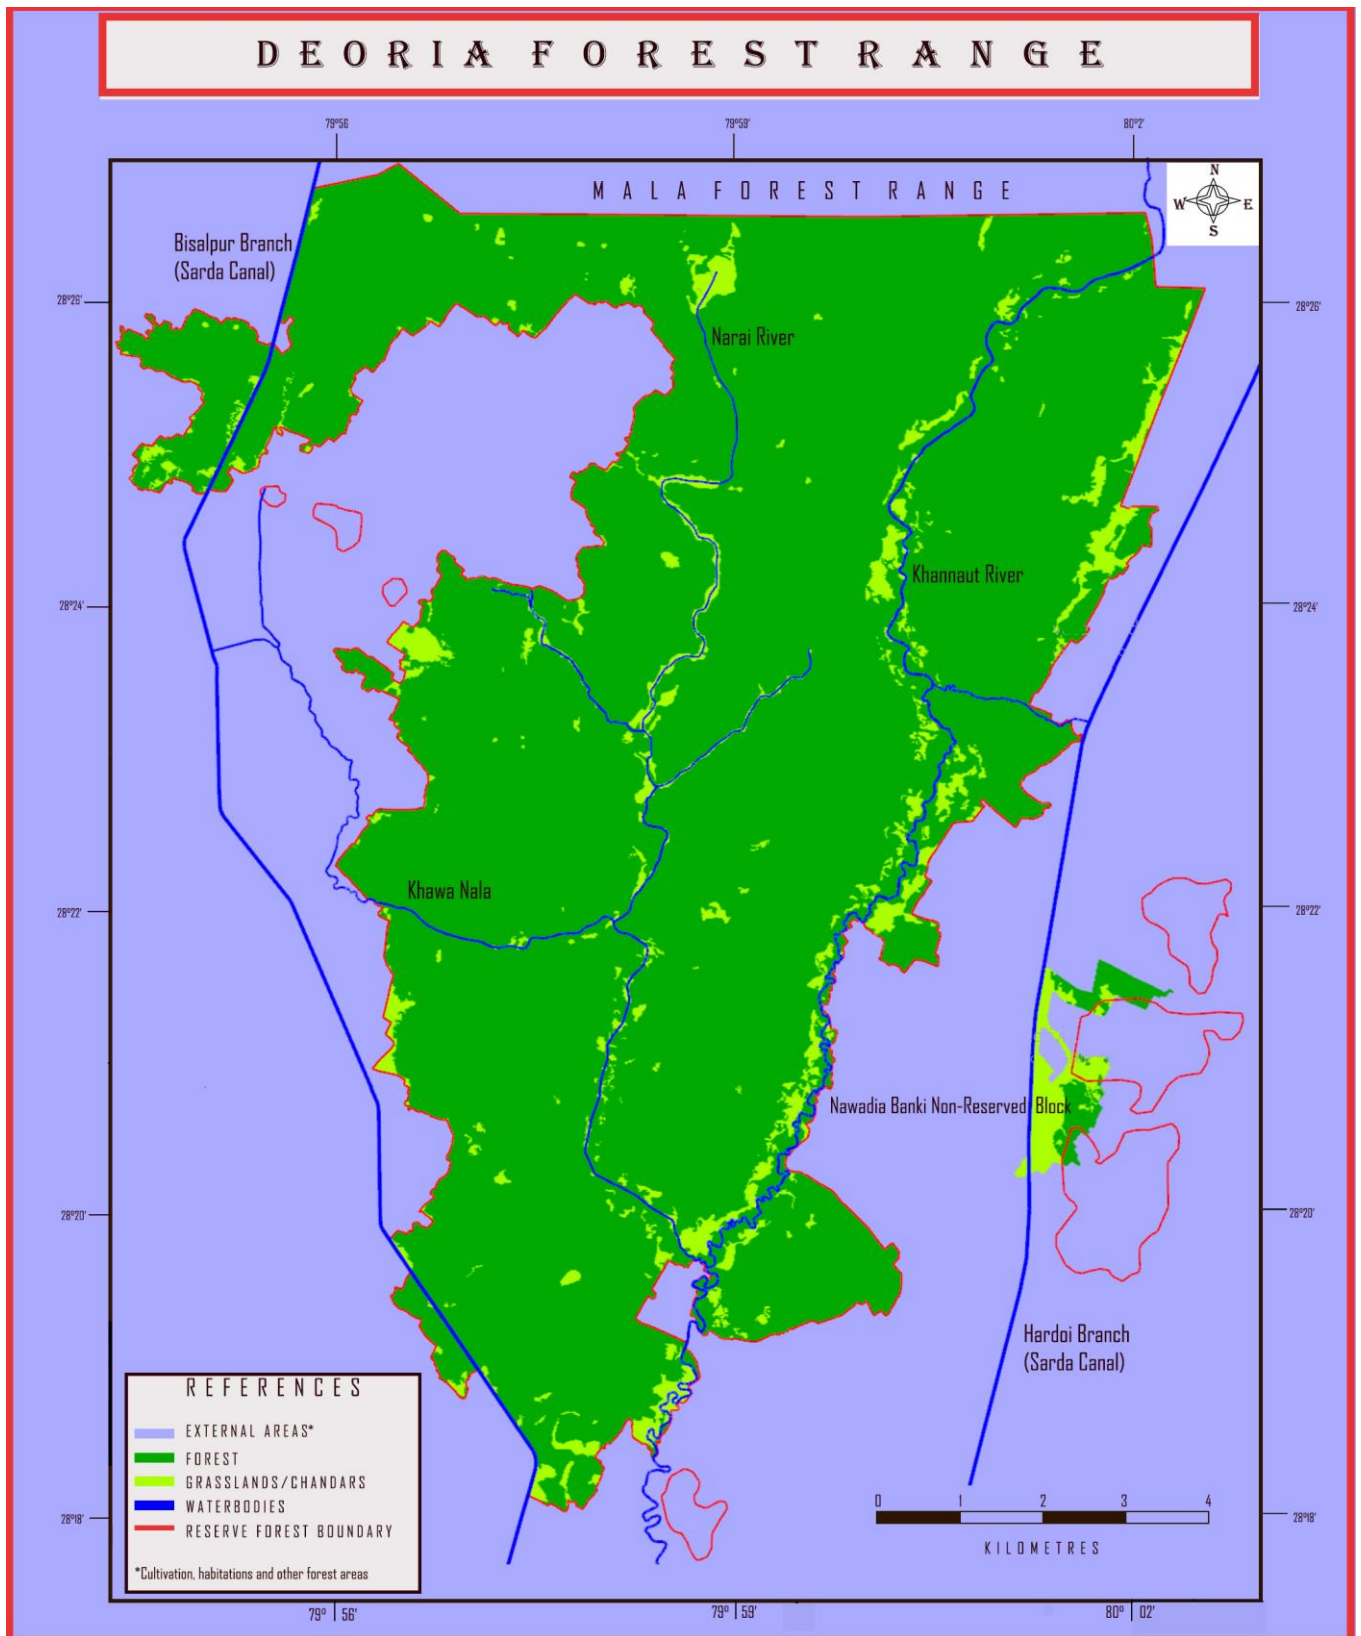 DEORIA FOREST RANGE
79°56
79°59'
80°2'
MALA FOREST RANGE
N
W
E
S
Bisalpur Branch
(Sarda Canal)
28°26'
28°26'
Narai River
Khannaut River
28°24'
28°24'
Khawa Nala
28°22'
28°22'
Nawadia Banki Non-Reserved Block
28°20'
28°20'
Hardoi Branch
(Sarda Canal)
REFERENCES
EXTERNAL AREAS*
FOREST
GRASSLANDS/CHANDARS
WATERBODIES
RESERVE FOREST BOUNDARY
*Cultivation, habitations and other forest areas
0 1 2 3 4
KILOMETRES
28°18'
28°18'
79° 56'
79° 59'
80° 02'